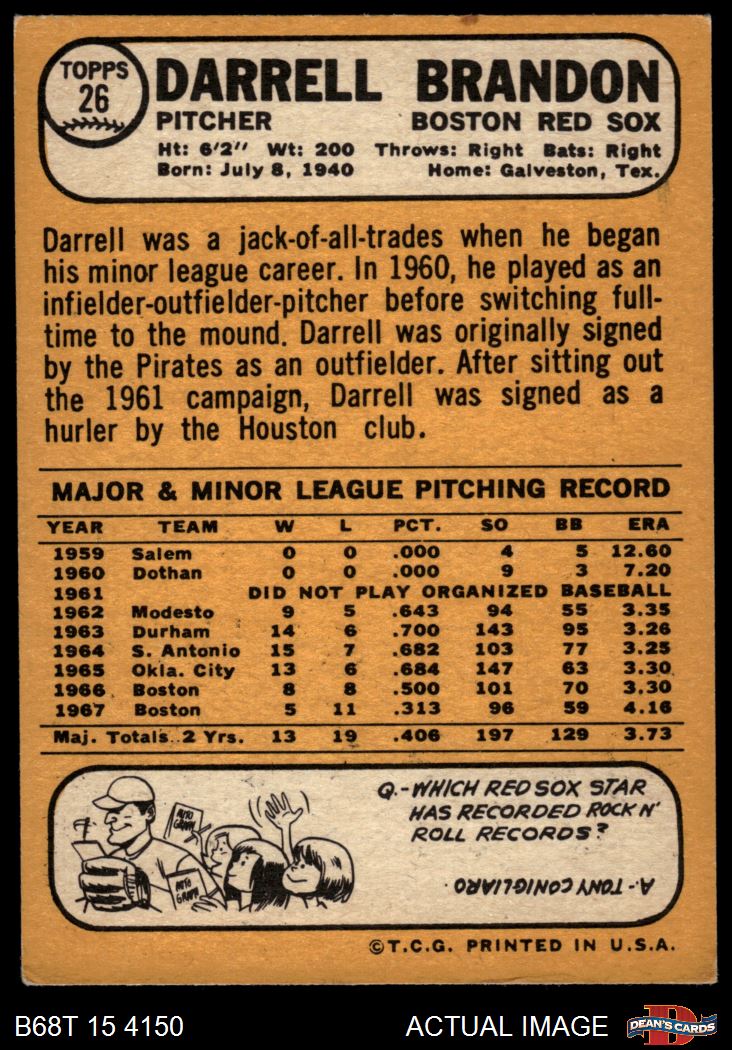 TOPPS
26
DARRELL BRANDON
PITCHER BOSTON RED SOX
Ht: 6'2" Wt: 200 Throws: Right Bats: Right
Born: July 8, 1940 Home: Galveston, Tex.
Darrell was a jack-of-all-trades when he began
his minor league career. In 1960, he played as an
infielder-outfielder-pitcher before switching full-
time to the mound. Darrell was originally signed
by the Pirates as an outfielder. After sitting out
the 1961 campaign, Darrell was signed as a
hurler by the Houston club.
MAJOR & MINOR LEAGUE PITCHING RECORD
YEAR TEAM W L PCT. SO BB ERA
1959 Salem 0 0 .000 4 5 12.60
1960 Dothan 0 0 .000 9 3 7.20
1961 DID NOT PLAY ORGANIZED BASEBALL
1962 Modesto 9 5 .643 94 55 3.35
1963 Durham 14 6 .700 143 95 3.26
1964 S. Antonio 15 7 .682 103 77 3.25
1965 Okla. City 13 6 .684 147 63 3.30
1966 Boston 8 8 .500 101 70 3.30
1967 Boston 5 11 .313 96 59 4.16
Maj. Totals..2 Yrs. 13 19 .406 197 129 3.73
AUTO
GRAPH
AUTO
GRAPH
Q.-WHICH RED SOX STAR
HAS RECORDED ROCK N'
ROLL RECORDS?
A.-TONY CONIGLIARO.
©T.C.G. PRINTED IN U.S.A.
B68T 15 4150 ACTUAL IMAGE
D
DEAN'S CARDS